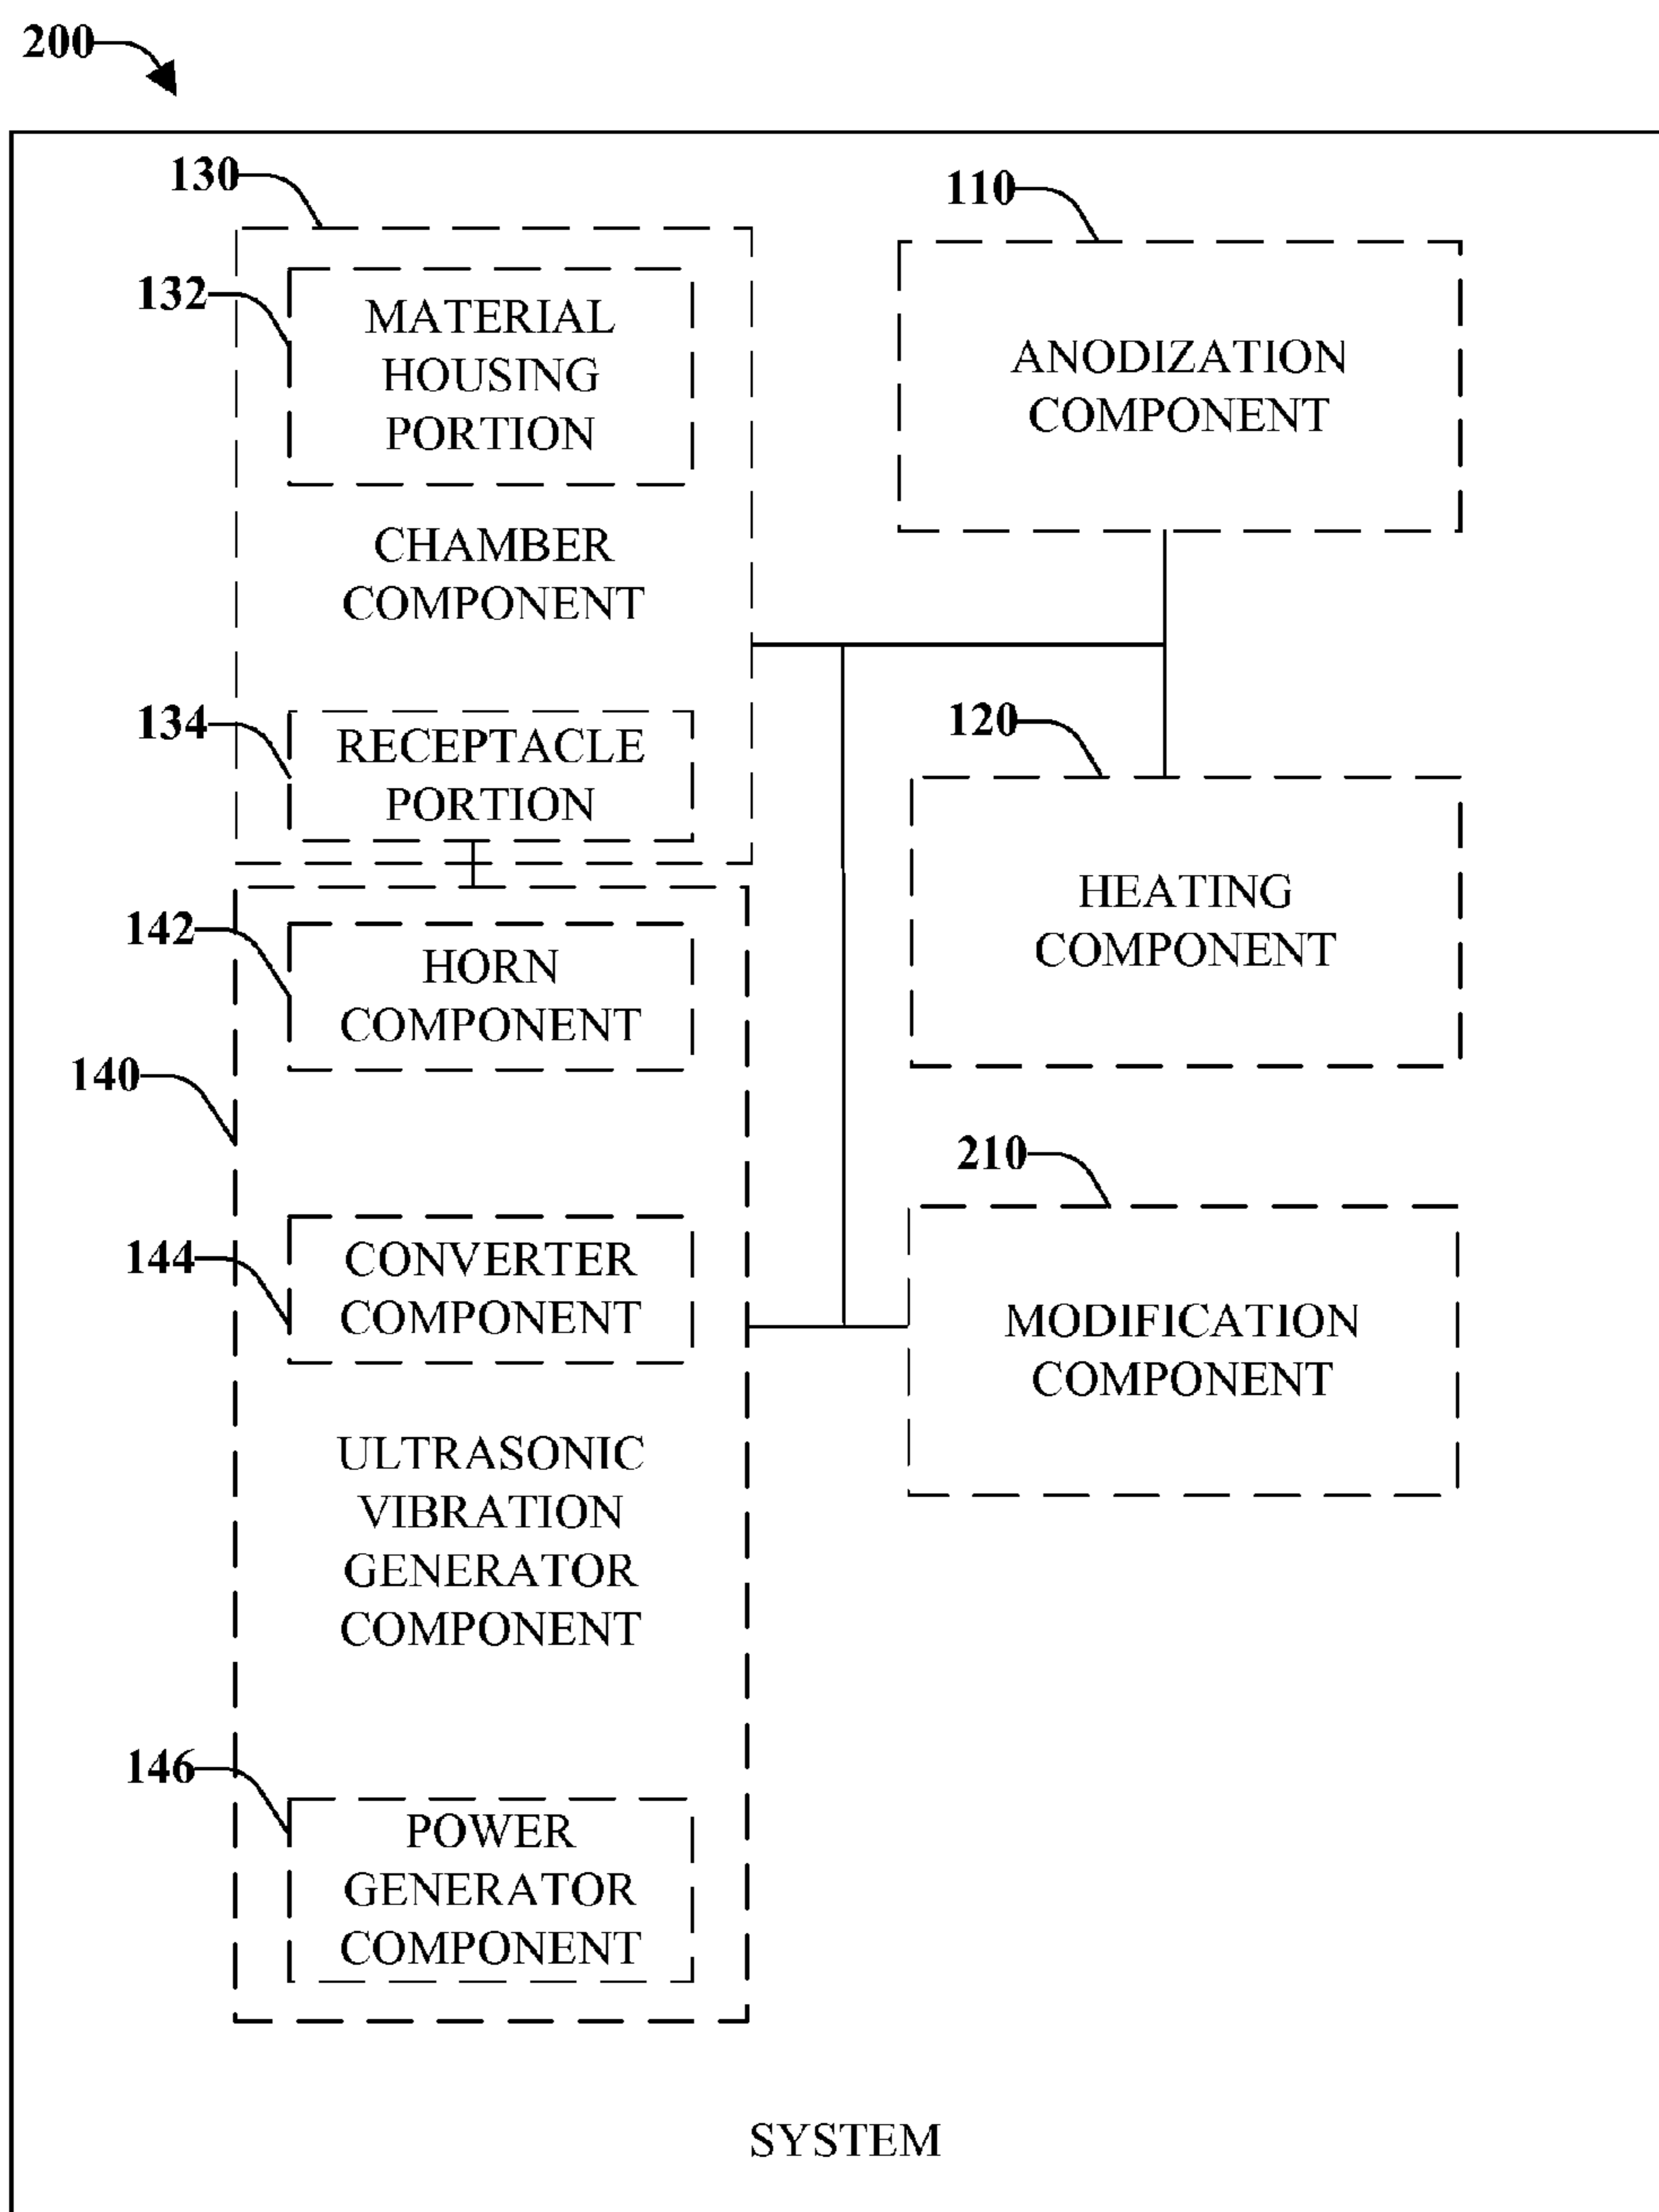 200
130
110
132
MATERIAL
HOUSING
PORTION
ANODIZATION
COMPONENT
CHAMBER
COMPONENT
134
RECEPTACLE
PORTION
120
HEATING
COMPONENT
142
HORN
COMPONENT
140
210
144
CONVERTER
COMPONENT
MODIFICATION
COMPONENT
ULTRASONIC
VIBRATION
GENERATOR
COMPONENT
146
POWER
GENERATOR
COMPONENT
SYSTEM